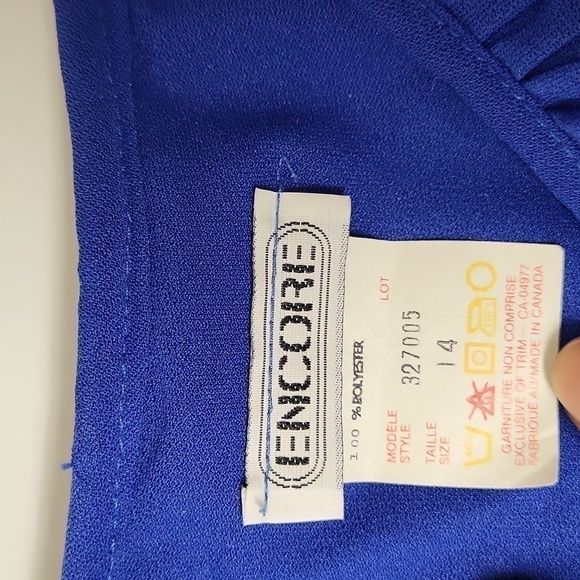 ENCORE
100 % POLYESTER
LOT
MODELE
STYLE 327005
TAILLE
SIZE 14
GARNITURE NON COMPRISE
EXCLUSIVE OF TRIM — CA-04977
FABRIQUE AU/MADE IN CANADA